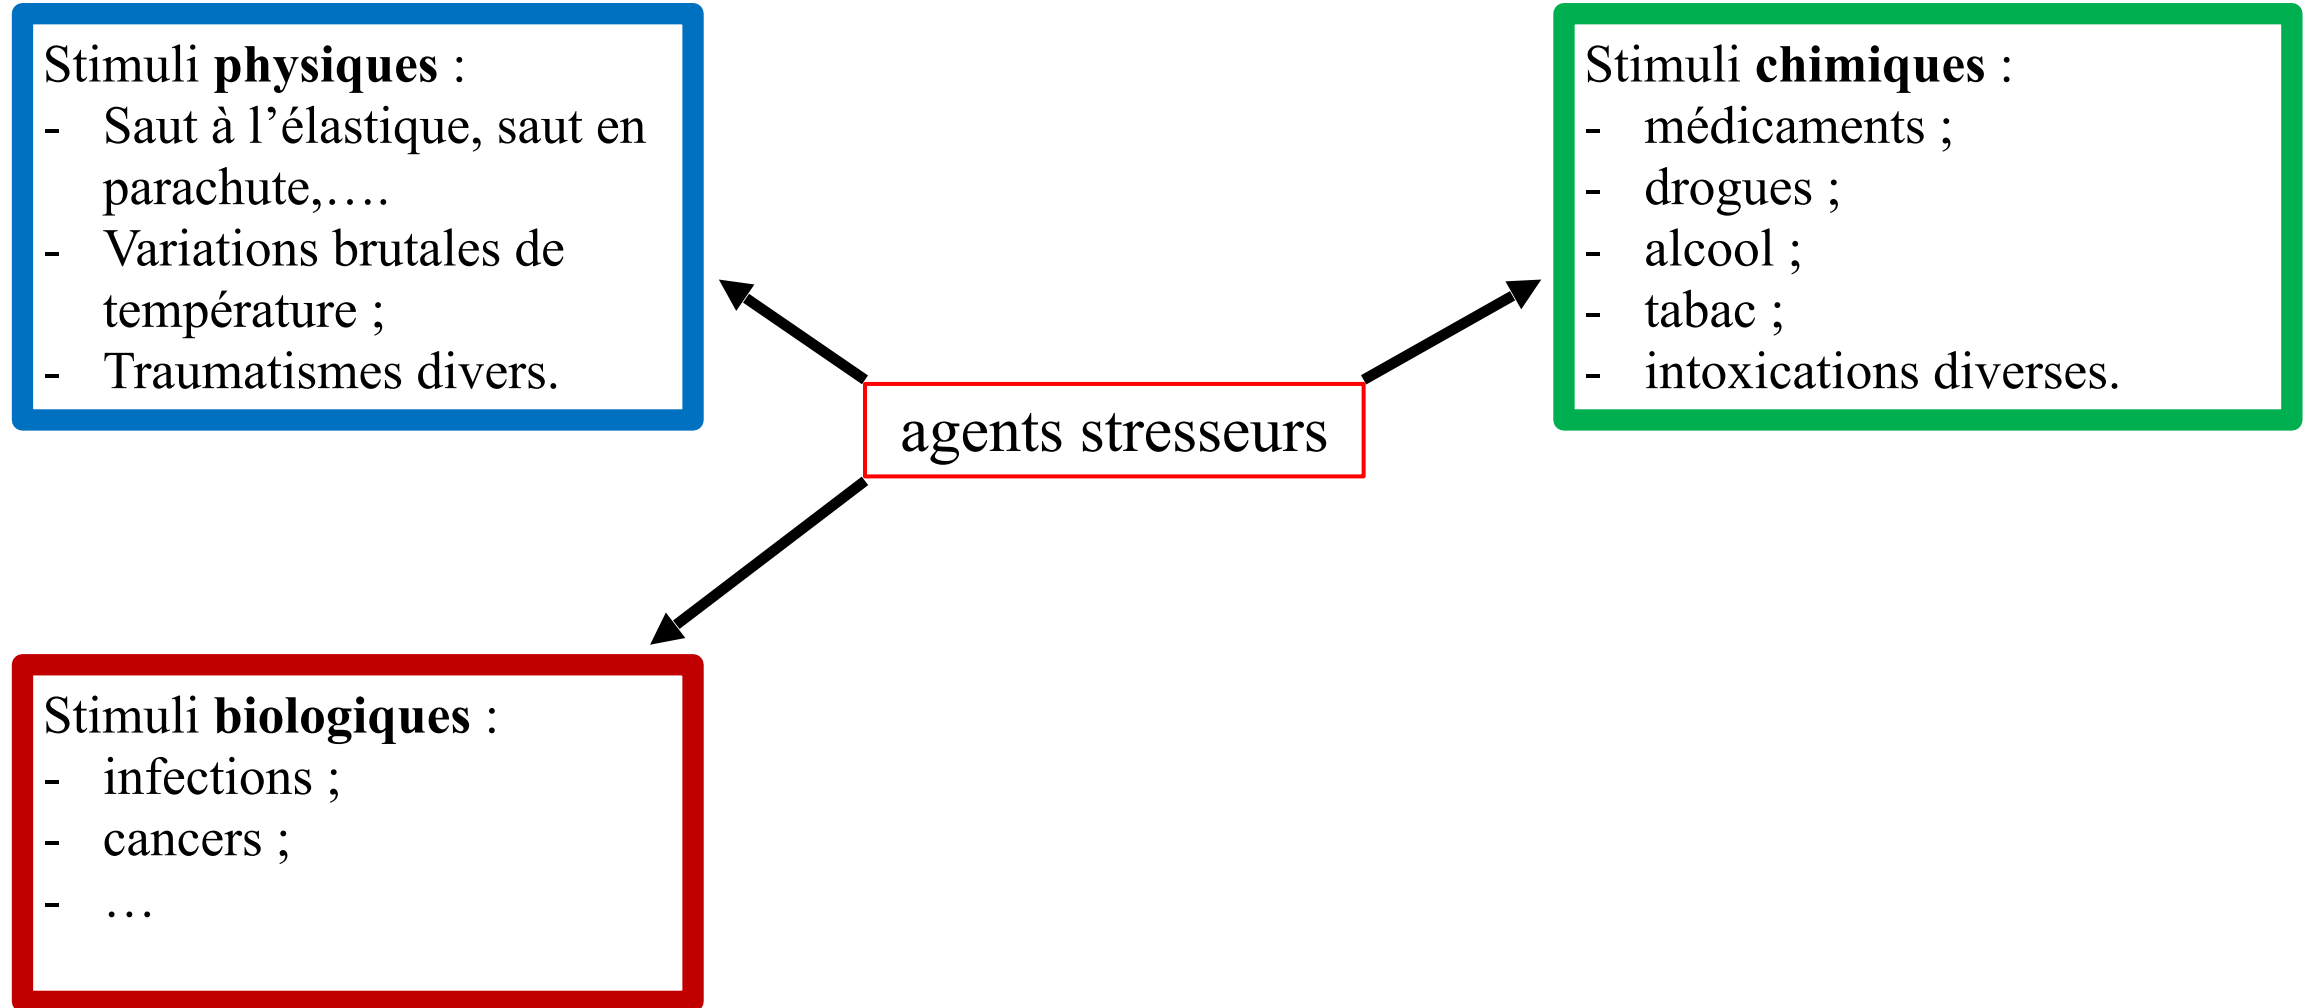 Stimuli physiques :
- Saut à l’élastique, saut en
parachute,….
- Variations brutales de
température ;
- Traumatismes divers.
Stimuli chimiques :
- médicaments ;
- drogues ;
- alcool ;
- tabac ;
- intoxications diverses.
agents stresseurs
Stimuli biologiques :
- infections ;
- cancers ;
- …